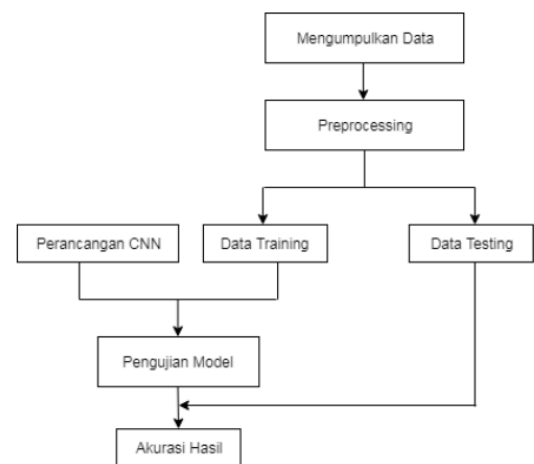 Mengumpulkan Data
Preprocessing
Perancangan CNN
Data Training
Data Testing
Pengujian Model
Akurasi Hasil